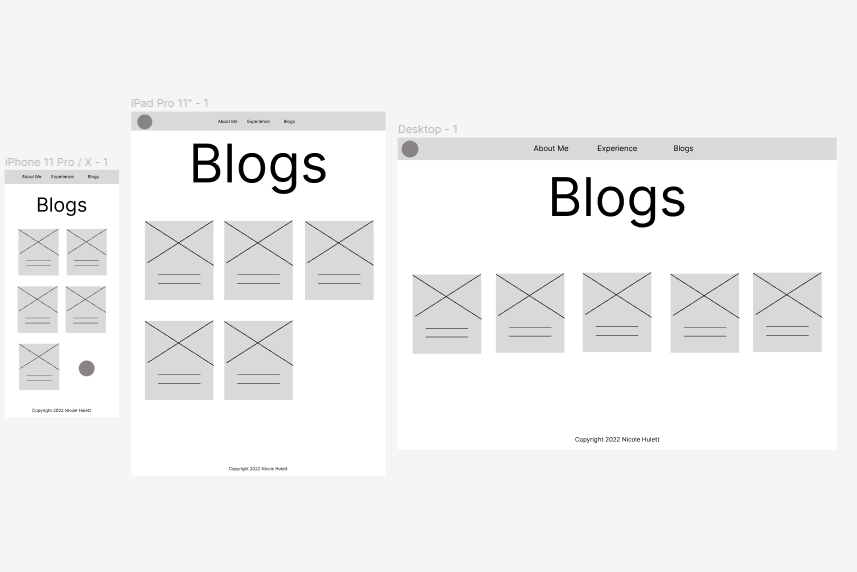 iPhone 11 Pro / X - 1
About Me Experience Blogs
Blogs
Copyright 2022 Nicole Hulett
iPad Pro 11" - 1
About Me Experience Blogs
Blogs
Copyright 2022 Nicole Hulett
Desktop - 1
About Me Experience Blogs
Blogs
Copyright 2022 Nicole Hulett